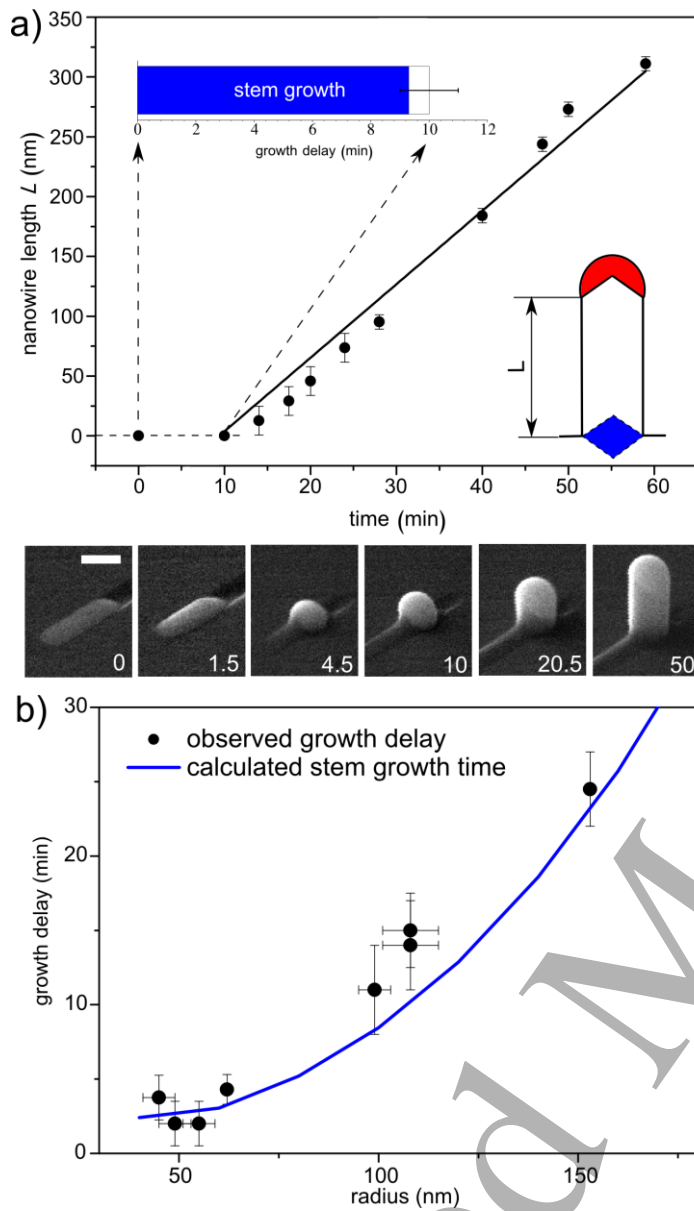 a)
350
300
250
200
150
100
50
0
nanowire length L (nm)
stem growth
0 2 4 6 8 10 12
growth delay (min)
L
0 10 20 30 40 50 60
time (min)
0 1.5 4.5 10 20.5 50
b)
30
20
10
0
growth delay (min)
observed growth delay
calculated stem growth time
50 100 150
radius (nm)
d M